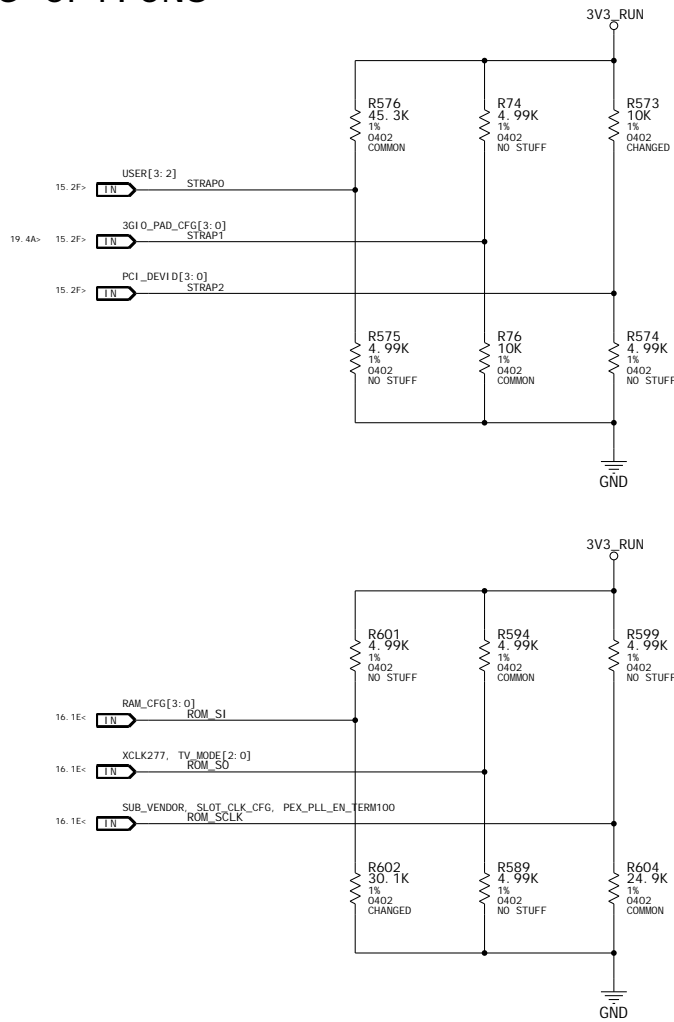 3V3_RUN
R576
45.3K
1%
0402
COMMON
R74
4.99K
1%
0402
NO STUFF
R573
10K
1%
0402
CHANGED
USER[3:2]
15.2F> IN STRAP0
3GIO_PAD_CFG[3:0]
19.4A> 15.2F> IN STRAP1
PCI_DEVID[3:0]
15.2F> IN STRAP2
R575
4.99K
1%
0402
NO STUFF
R76
10K
1%
0402
COMMON
R574
4.99K
1%
0402
NO STUFF
GND
3V3_RUN
R601
4.99K
1%
0402
NO STUFF
R594
4.99K
1%
0402
COMMON
R599
4.99K
1%
0402
NO STUFF
RAM_CFG[3:0]
16.1E< IN ROM_SI
XCLK277, TV_MODE[2:0]
16.1E< IN ROM_SO
SUB_VENDOR, SLOT_CLK_CFG, PEX_PLL_EN_TERM100
16.1E< IN ROM_SCLK
R602
30.1K
1%
0402
CHANGED
R589
4.99K
1%
0402
NO STUFF
R604
24.9K
1%
0402
COMMON
GND